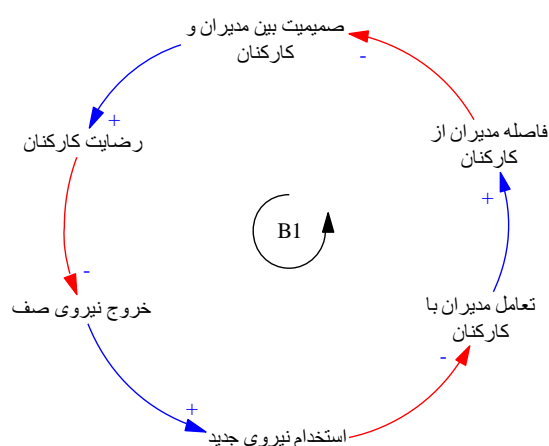 صمیمیت بین مدیران و
کارکنان
-
+
فاصله مدیران از
کارکنان
رضایت کارکنان
+
B1
-
خروج نیروی صف
تعامل مدیران با
کارکنان
-
+
استخدام نیروی جدید